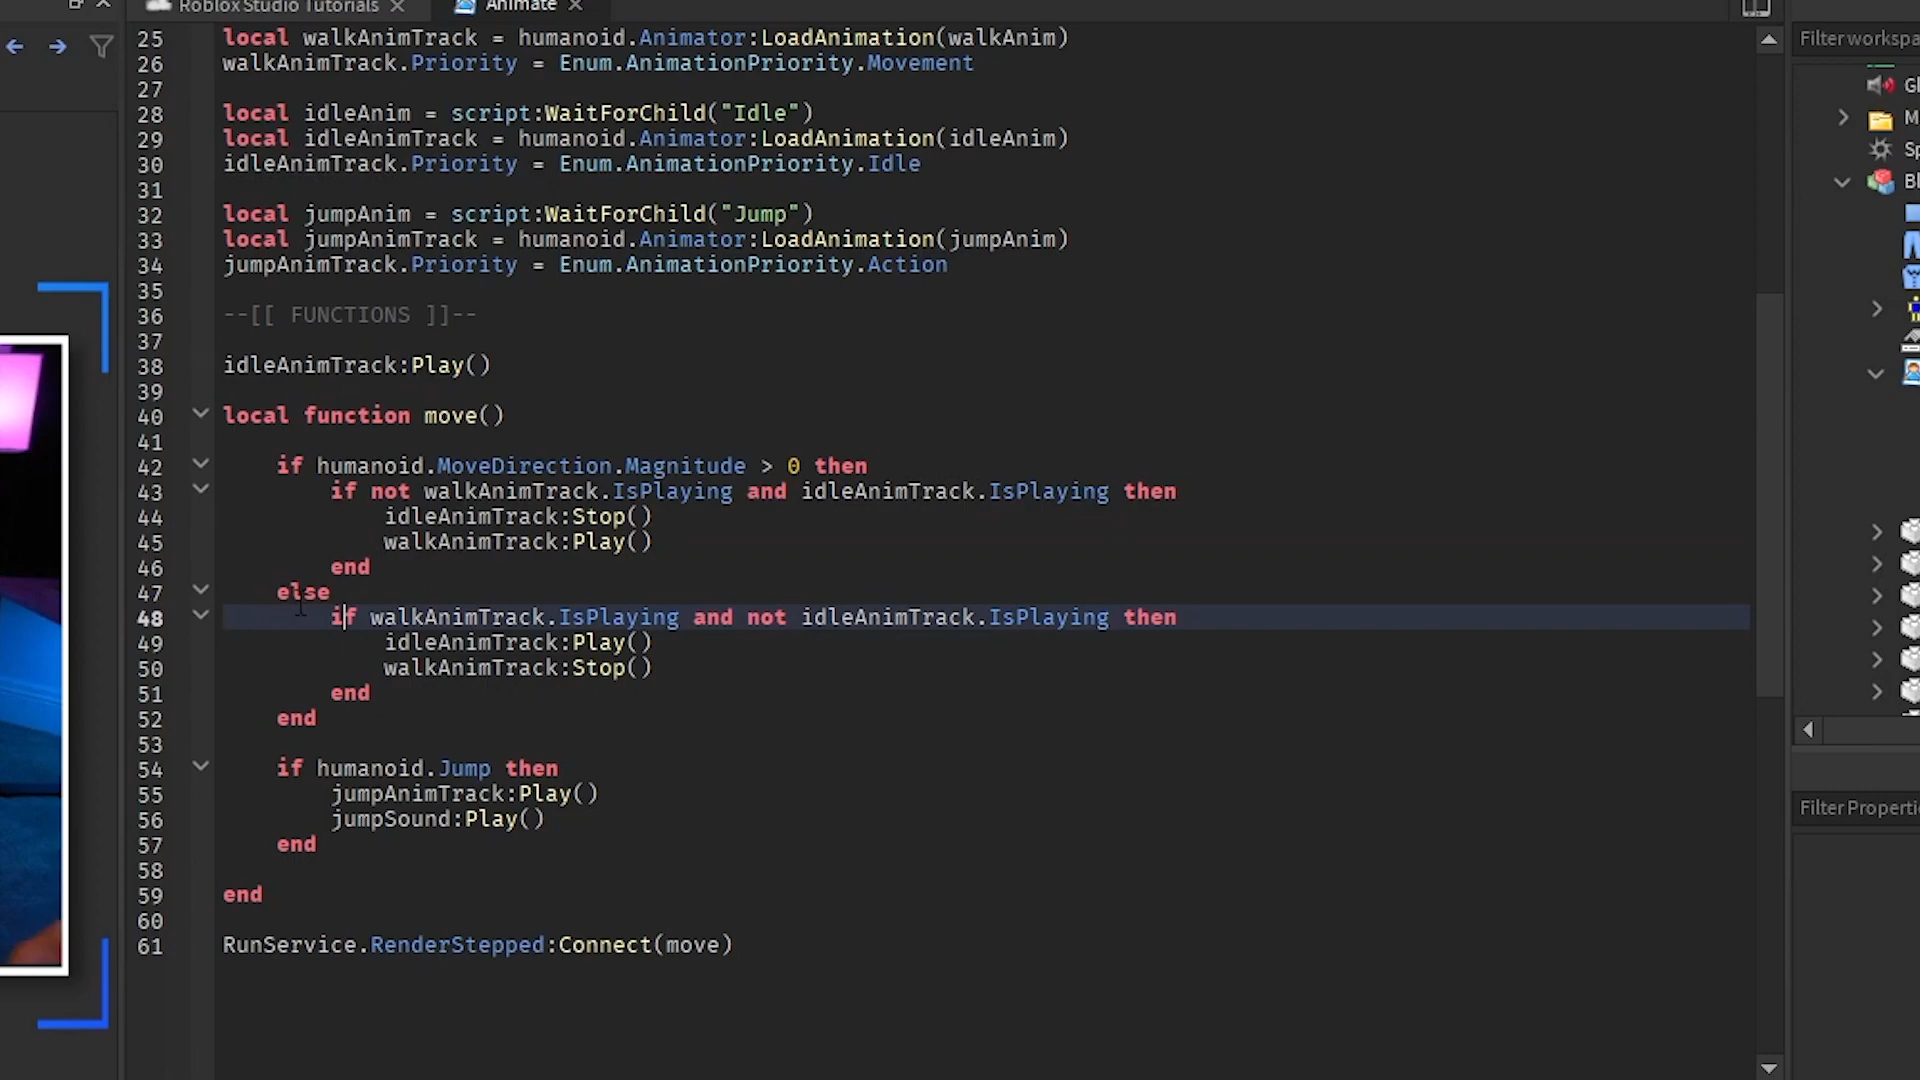 Roblox Studio Tutorials
Animate
25 local walkAnimTrack = humanoid.Animator:LoadAnimation(walkAnim)
26 walkAnimTrack.Priority = Enum.AnimationPriority.Movement
27
28 local idleAnim = script:WaitForChild("Idle")
29 local idleAnimTrack = humanoid.Animator:LoadAnimation(idleAnim)
30 idleAnimTrack.Priority = Enum.AnimationPriority.Idle
31
32 local jumpAnim = script:WaitForChild("Jump")
33 local jumpAnimTrack = humanoid.Animator:LoadAnimation(jumpAnim)
34 jumpAnimTrack.Priority = Enum.AnimationPriority.Action
35
36 --[[ FUNCTIONS ]]--
37
38 idleAnimTrack:Play()
39
40 local function move()
41
42 if humanoid.MoveDirection.Magnitude > 0 then
43 if not walkAnimTrack.IsPlaying and idleAnimTrack.IsPlaying then
44 idleAnimTrack:Stop()
45 walkAnimTrack:Play()
46 end
47 else
48 if walkAnimTrack.IsPlaying and not idleAnimTrack.IsPlaying then
49 idleAnimTrack:Play()
50 walkAnimTrack:Stop()
51 end
52 end
53
54 if humanoid.Jump then
55 jumpAnimTrack:Play()
56 jumpSound:Play()
57 end
58
59 end
60
61 RunService.RenderStepped:Connect(move)
Filter workspa
Gl
M
Sp
Bl
Filter Properti